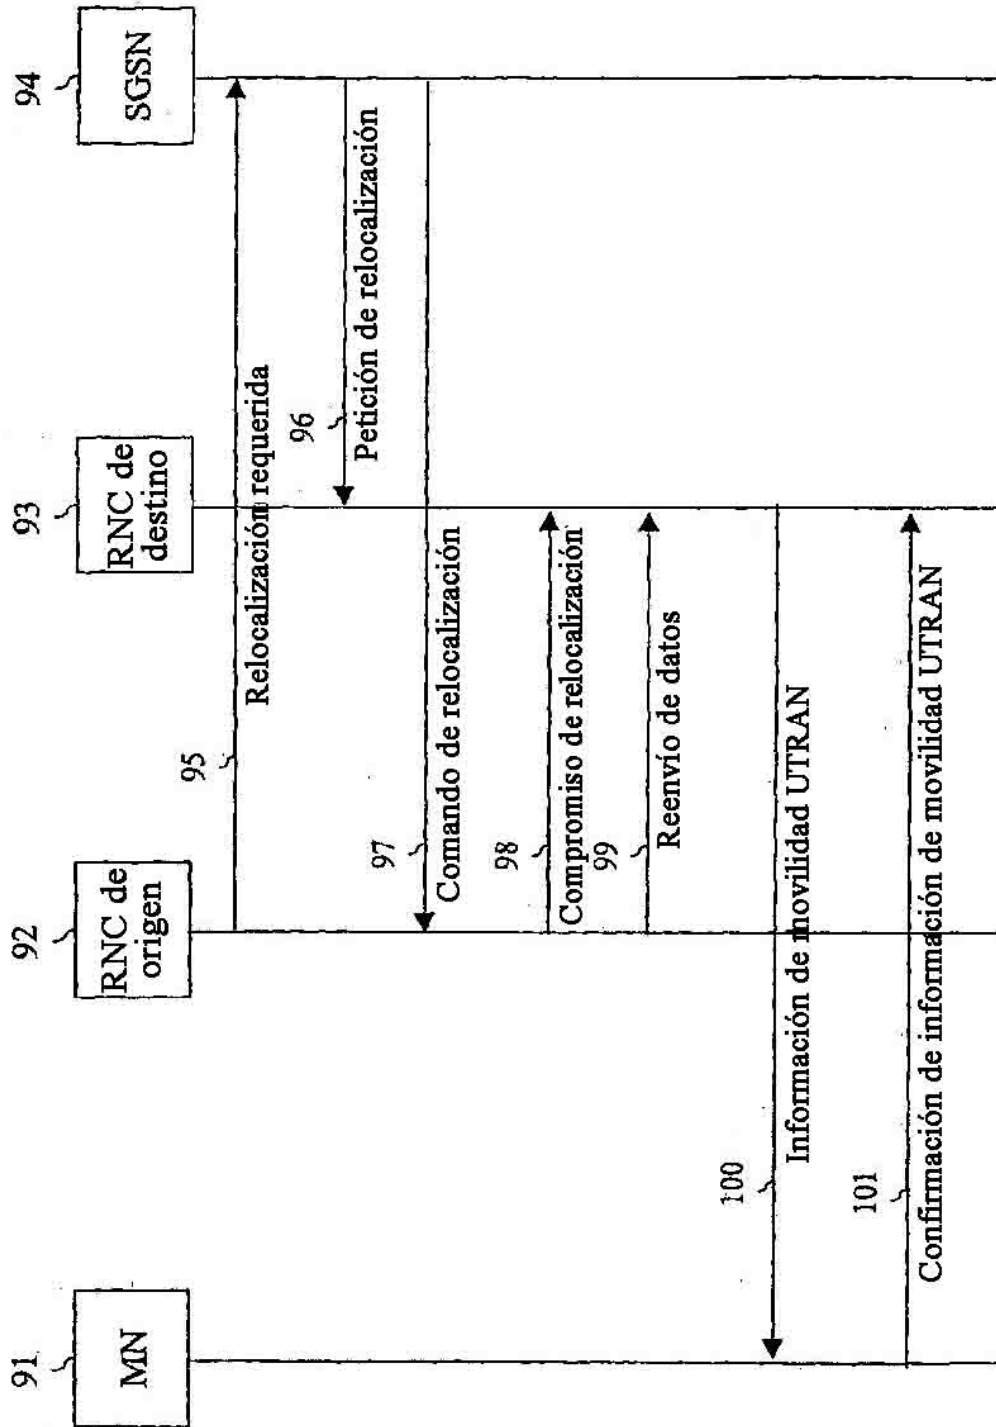 91
MN
92
RNC de
origen
93
RNC de
destino
94
SGSN
95
Relocalización requerida
96
Petición de relocalización
97
Comando de relocalización
98
Compromiso de relocalización
99
Reenvío de datos
100
Información de movilidad UTRAN
101
Confirmación de información de movilidad UTRAN